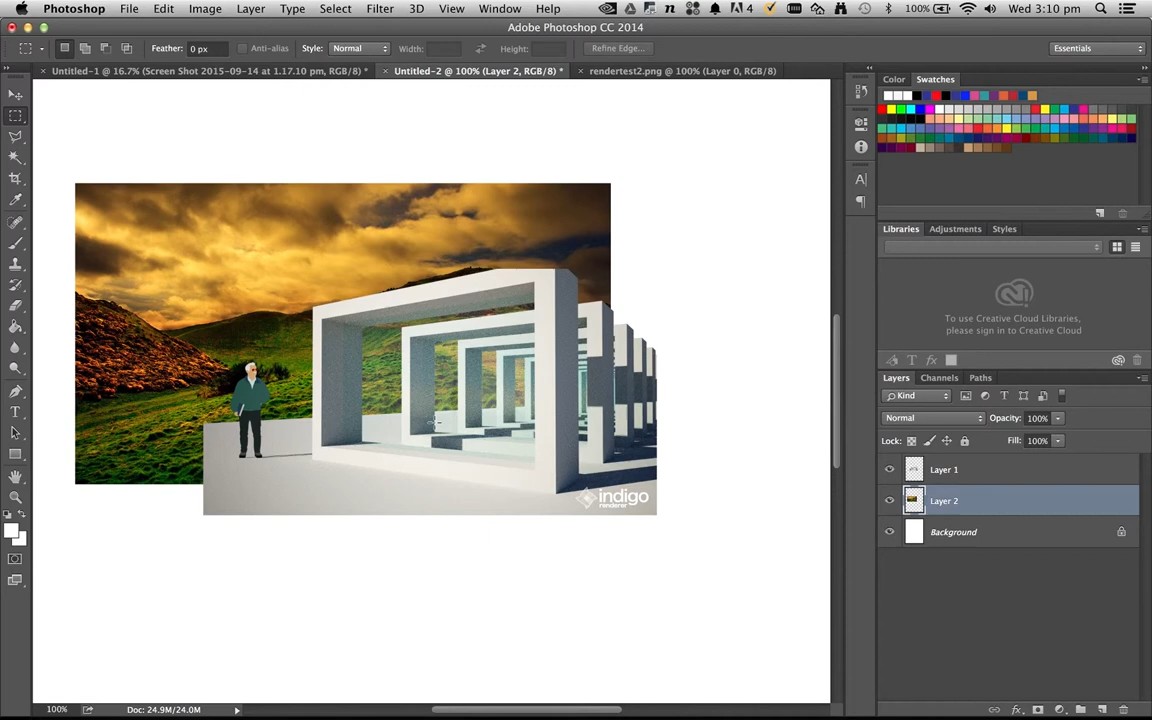 Photoshop File Edit Image Layer Type Select Filter 3D View Window Help
4 100% Wed 3:10 pm
Adobe Photoshop CC 2014
Feather: 0 px Anti-alias Style: Normal Width: Height: Refine Edge... Essentials
Untitled-1 @ 16.7% (Screen Shot 2015-09-14 at 1.17.10 pm, RGB/8) *
Untitled-2 @ 100% (Layer 2, RGB/8) *
rendertest2.png @ 100% (Layer 0, RGB/8)
Color Swatches
Libraries Adjustments Styles
To use Creative Cloud Libraries,
please sign in to Creative Cloud
Layers Channels Paths
Kind
Normal Opacity: 100%
Lock: Fill: 100%
Layer 1
Layer 2
Background
indigo
renderer
100% Doc: 24.9M/24.0M